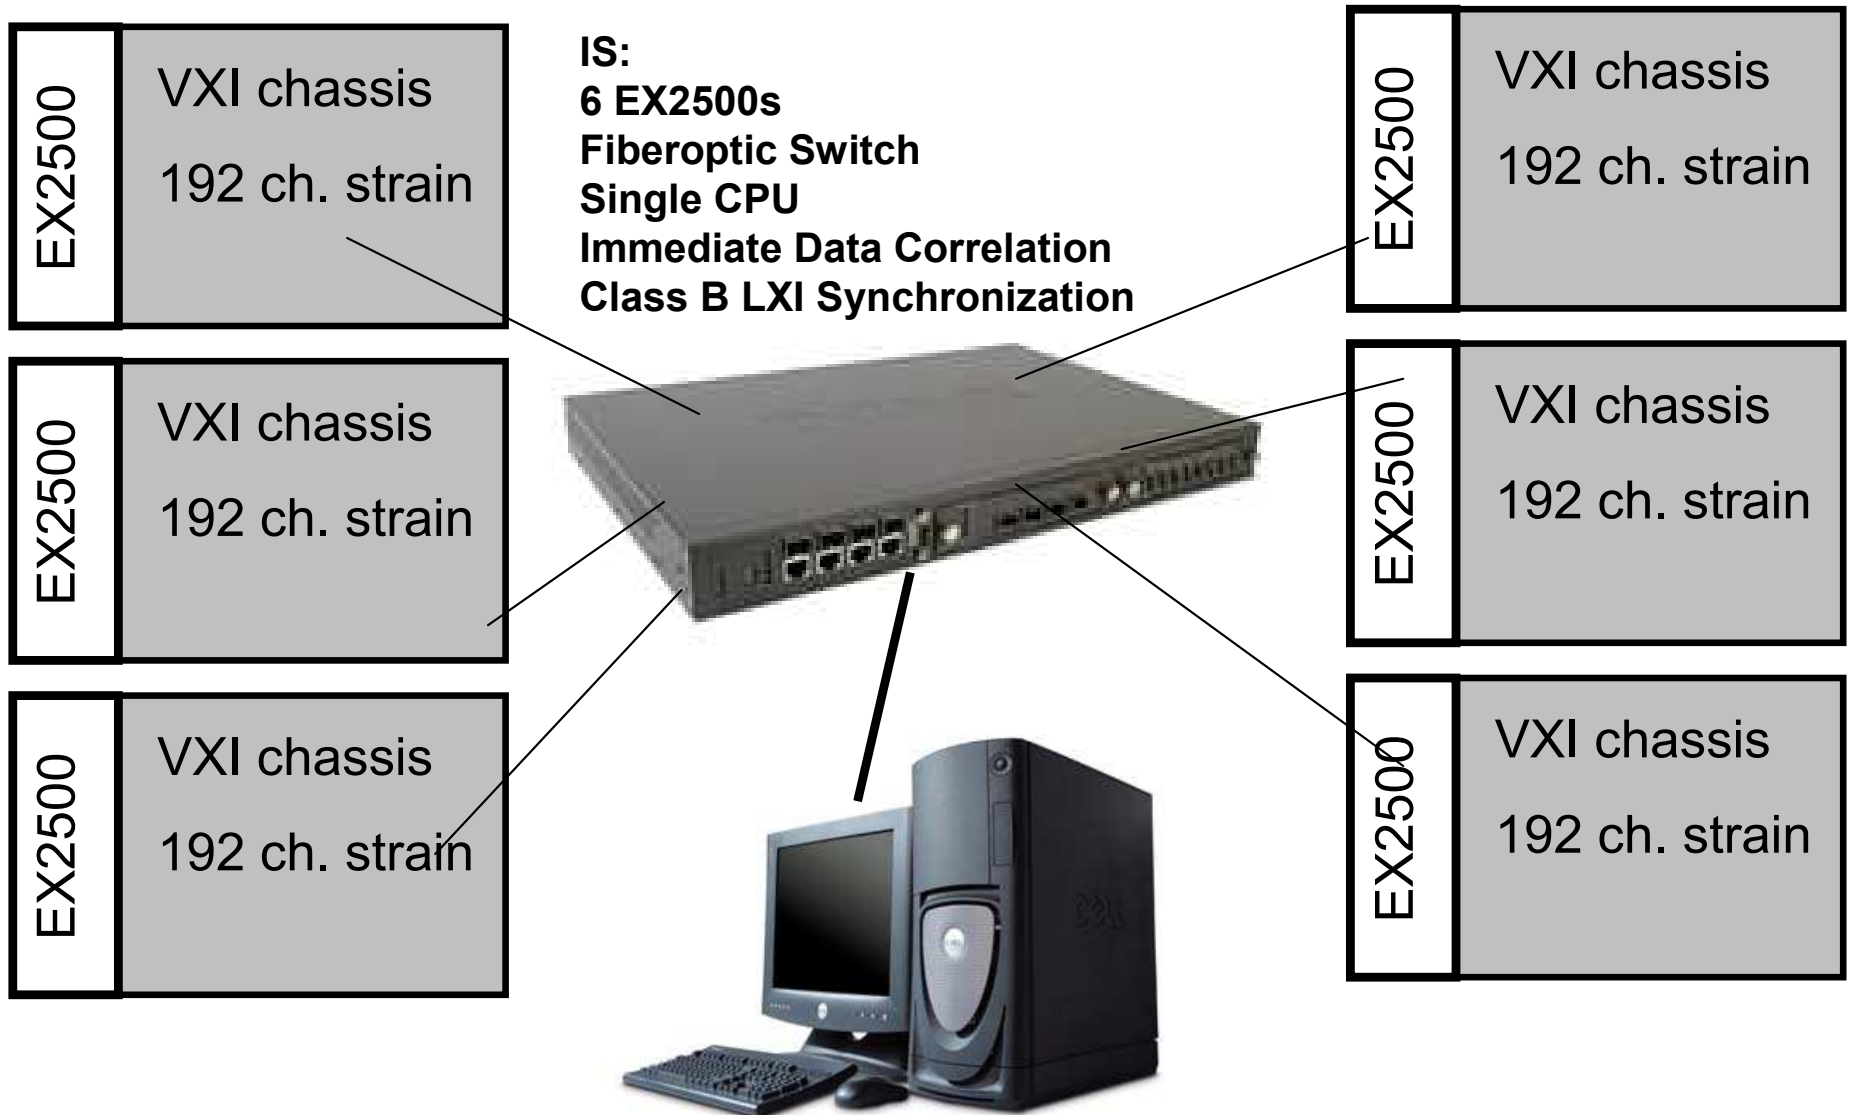 EX2500
VXI chassis
192 ch. strain
EX2500
VXI chassis
192 ch. strain
EX2500
VXI chassis
192 ch. strain
IS:
6 EX2500s
Fiberoptic Switch
Single CPU
Immediate Data Correlation
Class B LXI Synchronization
DELL
EX2500
VXI chassis
192 ch. strain
EX2500
VXI chassis
192 ch. strain
EX2500
VXI chassis
192 ch. strain